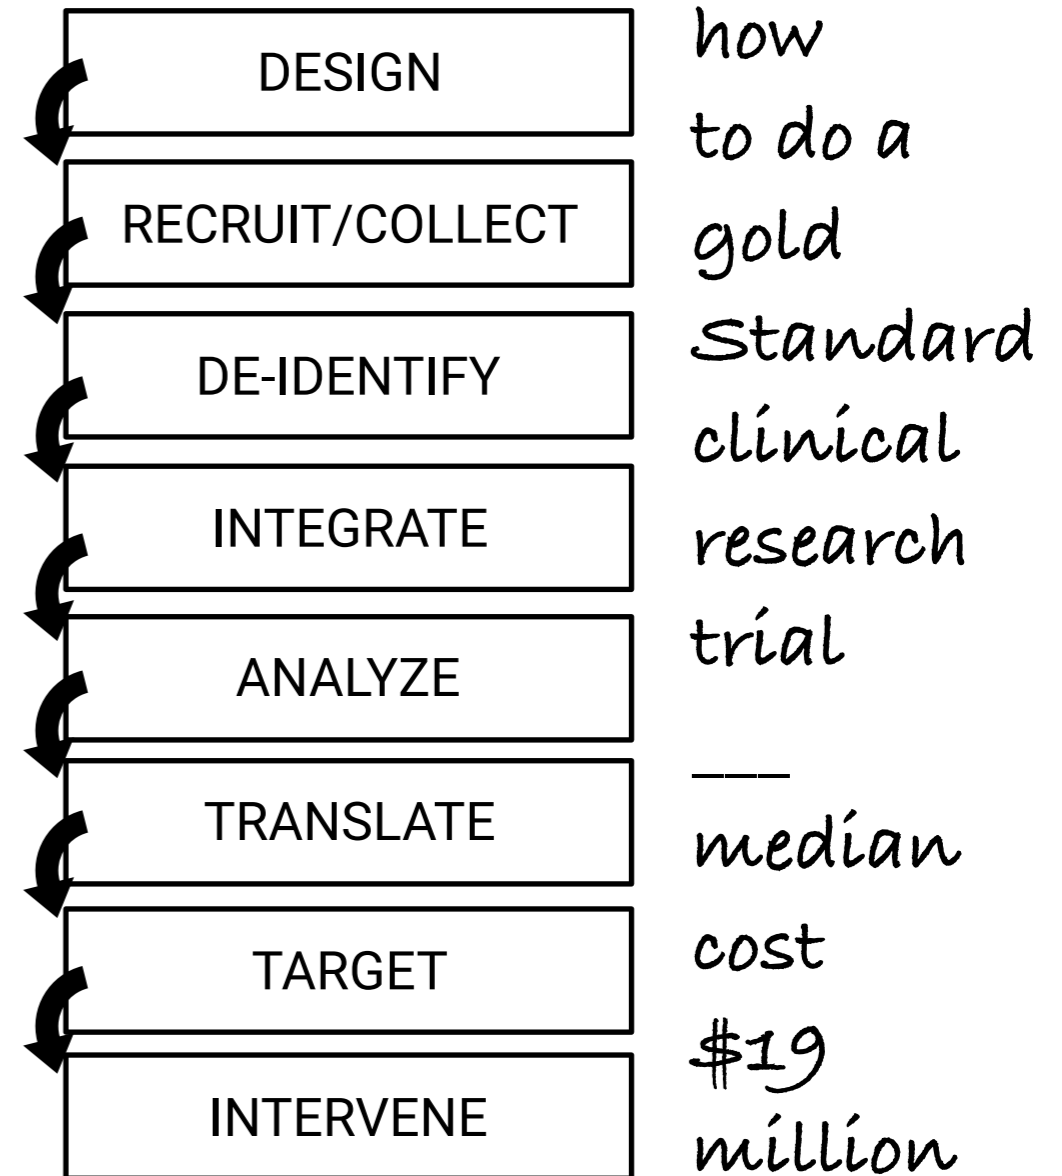 DESIGN
RECRUIT/COLLECT
DE-IDENTIFY
INTEGRATE
ANALYZE
TRANSLATE
TARGET
INTERVENE
how
to do a
gold
Standard
clinical
research
trial
___
median
cost
$19
million